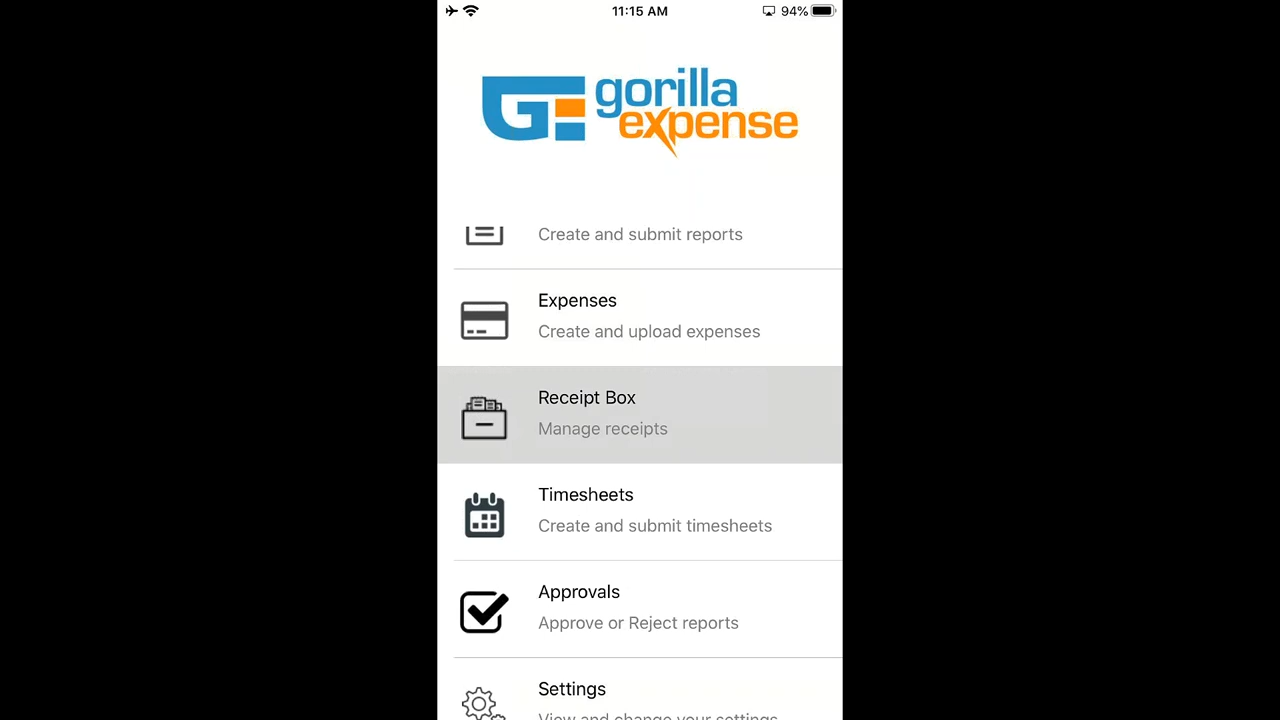 11:15 AM
94%
GE
gorilla
expense
Create and submit reports
Expenses
Create and upload expenses
Receipt Box
Manage receipts
Timesheets
Create and submit timesheets
Approvals
Approve or Reject reports
Settings
View and change your settings